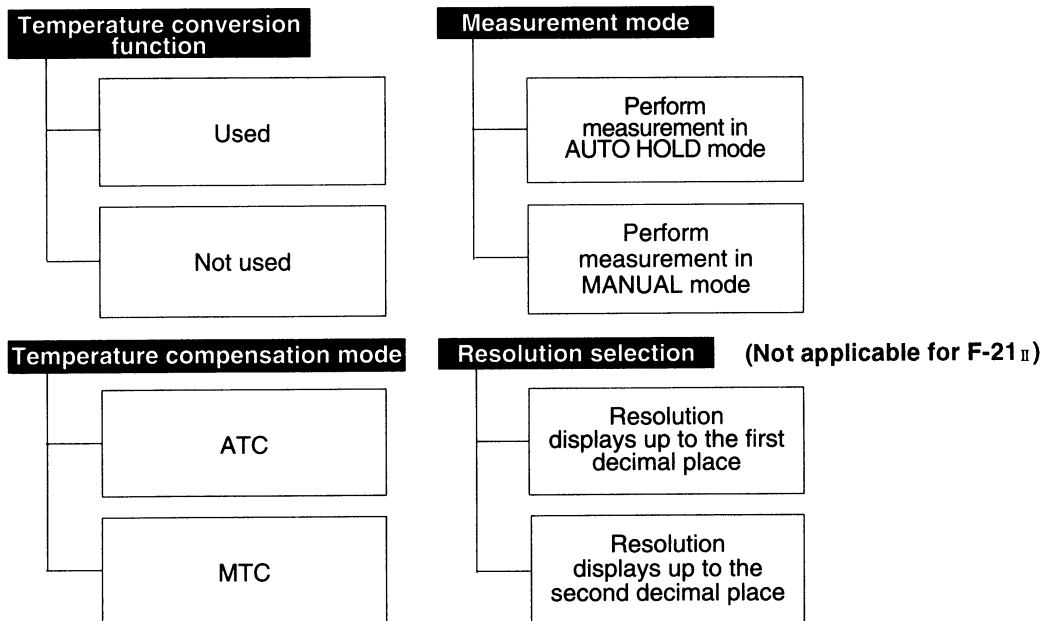 Temperature conversion
function
Used
Not used
Measurement mode
Perform
measurement in
AUTO HOLD mode
Perform
measurement in
MANUAL mode
Temperature compensation mode
ATC
MTC
Resolution selection
(Not applicable for F-21 II)
Resolution
displays up to the first
decimal place
Resolution
displays up to the
second decimal place